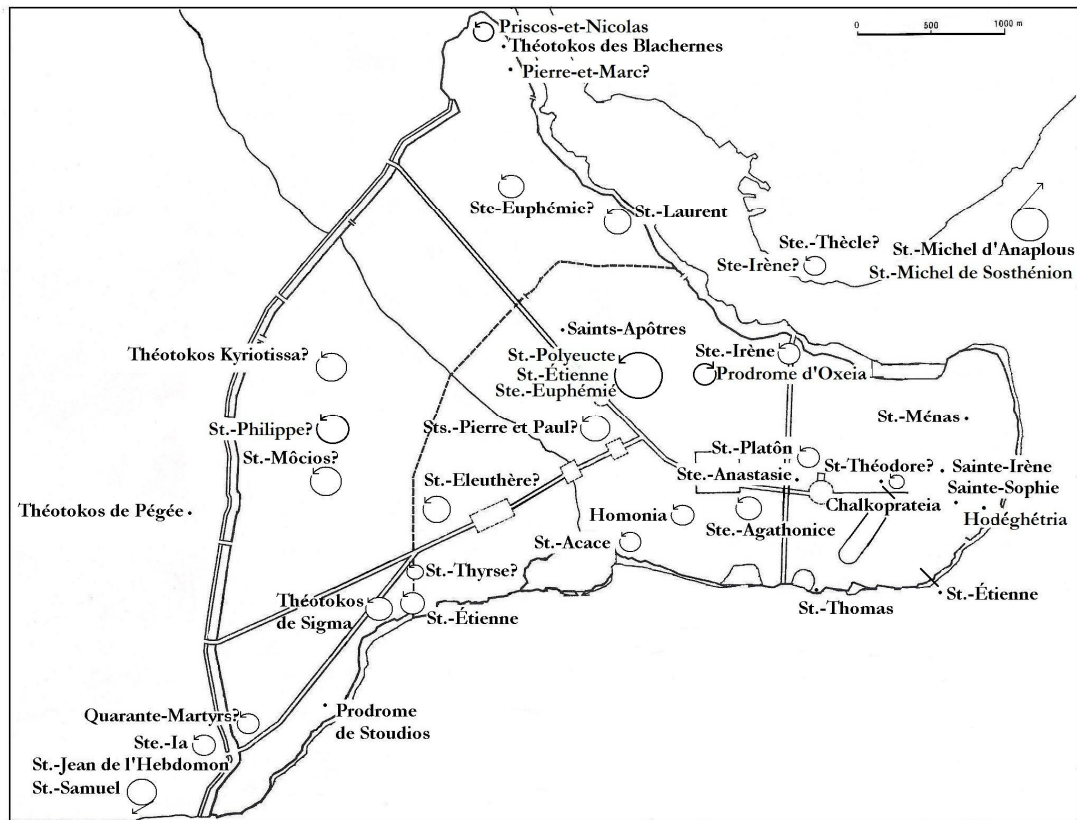 Priscos-et-Nicolas
0 500 1000 m
Théotokos des Blachernes
Pierre-et-Marc?
Ste-Euphémie?
St.-Laurent
Ste.-Thècle?
Ste-Irène?
St.-Michel d'Anaplous
St.-Michel de Sosthénion
Saints-Apôtres
Théotokos Kyriotissa?
St.-Polyeucte
St.-Étienne
Ste.-Euphémié
Ste.-Irène
Prodrome d'Oxeia
St.-Ménas
St.-Philippe?
Sts.-Pierre et Paul?
St.-Môcios?
St.-Platôn
Ste.-Anastasie
St-Théodore?
Sainte-Irène
Sainte-Sophie
St.-Eleuthère?
Chalkoprateia
Théotokos de Pégée
Homonia
Ste.-Agathonice
Hodéghétria
St.-Acace
St.-Thyrse?
Théotokos
de Sigma
St.-Étienne
St.-Thomas
St.-Étienne
Quarante-Martyrs?
Prodrome
de Stoudios
Ste.-Ia
St.-Jean de l'Hebdomon
St.-Samuel